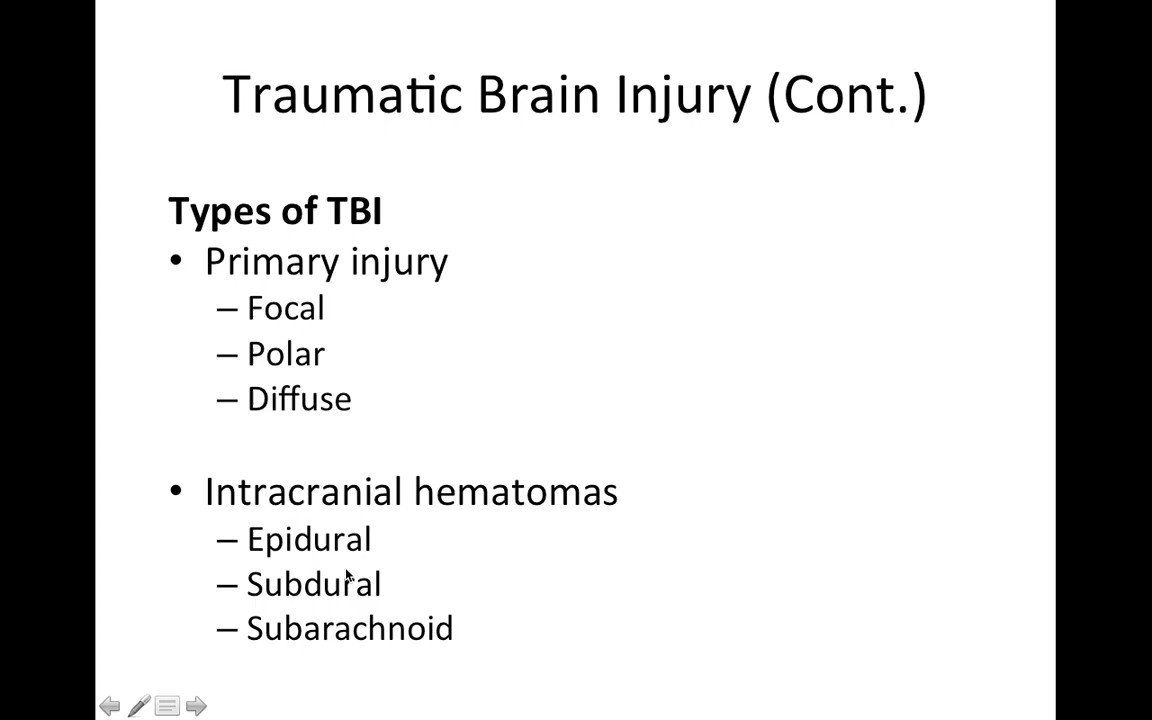 Traumatic Brain Injury (Cont.)
Types of TBI
• Primary injury
– Focal
– Polar
– Diffuse
• Intracranial hematomas
– Epidural
– Subdural
– Subarachnoid